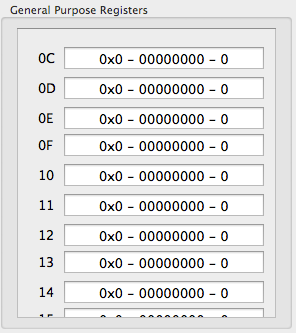 General Purpose Registers
0C 0x0 - 00000000 - 0
0D 0x0 - 00000000 - 0
0E 0x0 - 00000000 - 0
0F 0x0 - 00000000 - 0
10 0x0 - 00000000 - 0
11 0x0 - 00000000 - 0
12 0x0 - 00000000 - 0
13 0x0 - 00000000 - 0
14 0x0 - 00000000 - 0